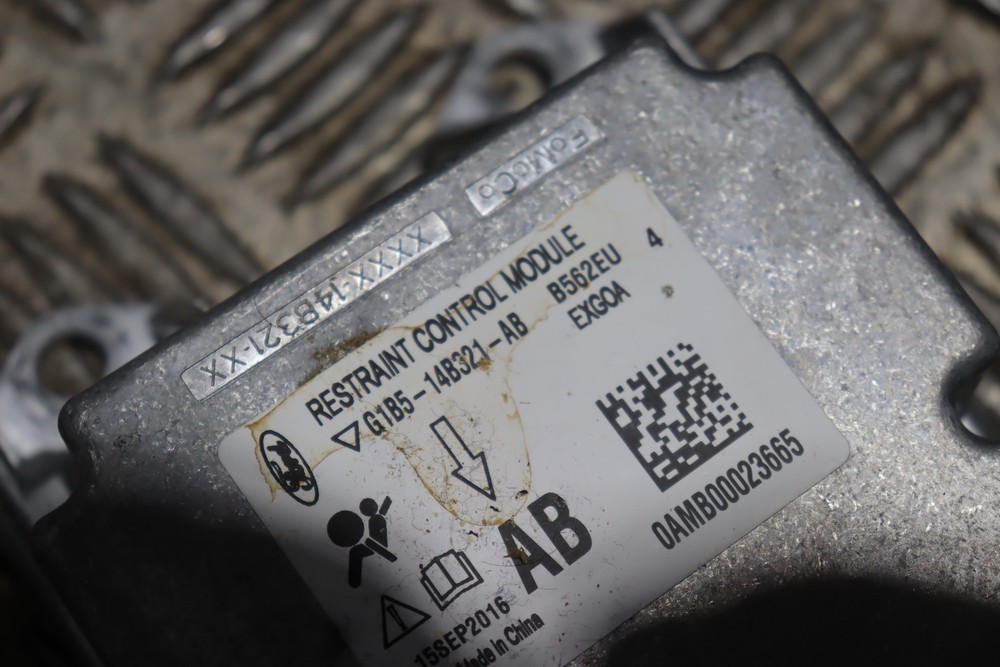 FoMoCo
XXXX-14B321-XX
RESTRAINT CONTROL MODULE
G1B5-14B321-AB B562EU 4
EXGOA
Ford
AB
0AMB00023665
15SEP2016
Made in China